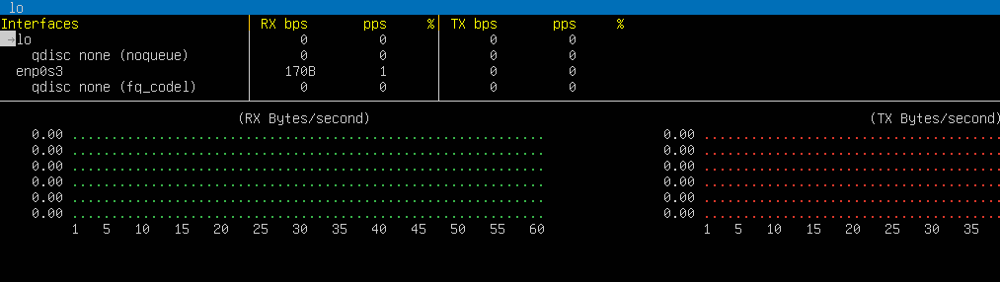 lo
Interfaces RX bps pps % TX bps pps %
→lo 0 0 0 0
qdisc none (noqueue) 0 0 0 0
enp0s3 170B 1 0 0
qdisc none (fq_codel) 0 0 0 0
(RX Bytes/second) (TX Bytes/second)
0.00 0.00
0.00 0.00
0.00 0.00
0.00 0.00
0.00 0.00
0.00 0.00
1 5 10 15 20 25 30 35 40 45 50 55 60 1 5 10 15 20 25 30 35